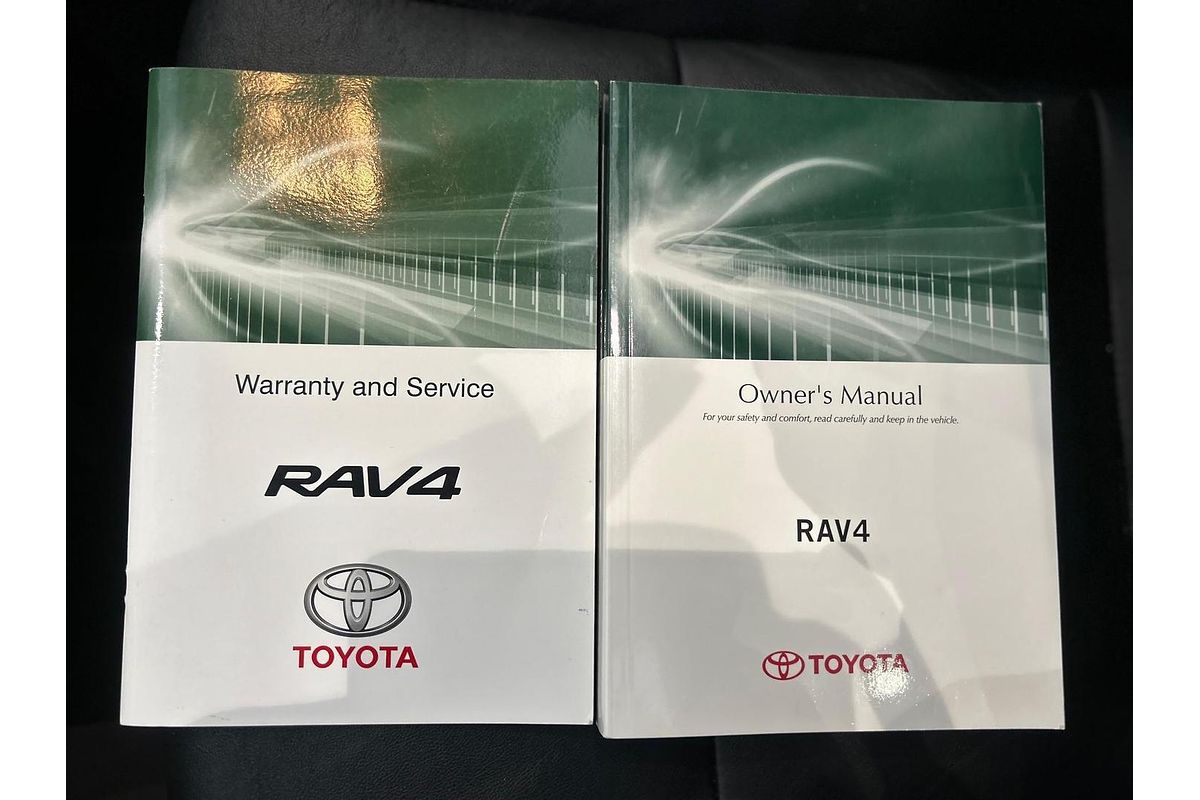 Warranty and Service
RAV4
TOYOTA
Owner's Manual
For your safety and comfort, read carefully and keep in the vehicle.
RAV4
TOYOTA